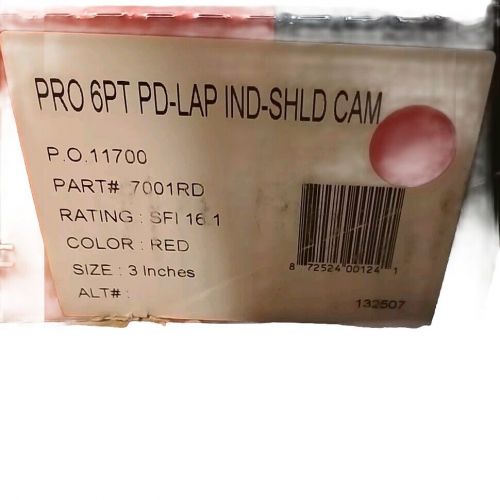 PRO 6PT PD-LAP IND-SHLD CAM
P.O.11700
PART# 7001RD
RATING : SFI 16.1
COLOR : RED
SIZE : 3 Inches
ALT# :
8 72524 00124 1
132507